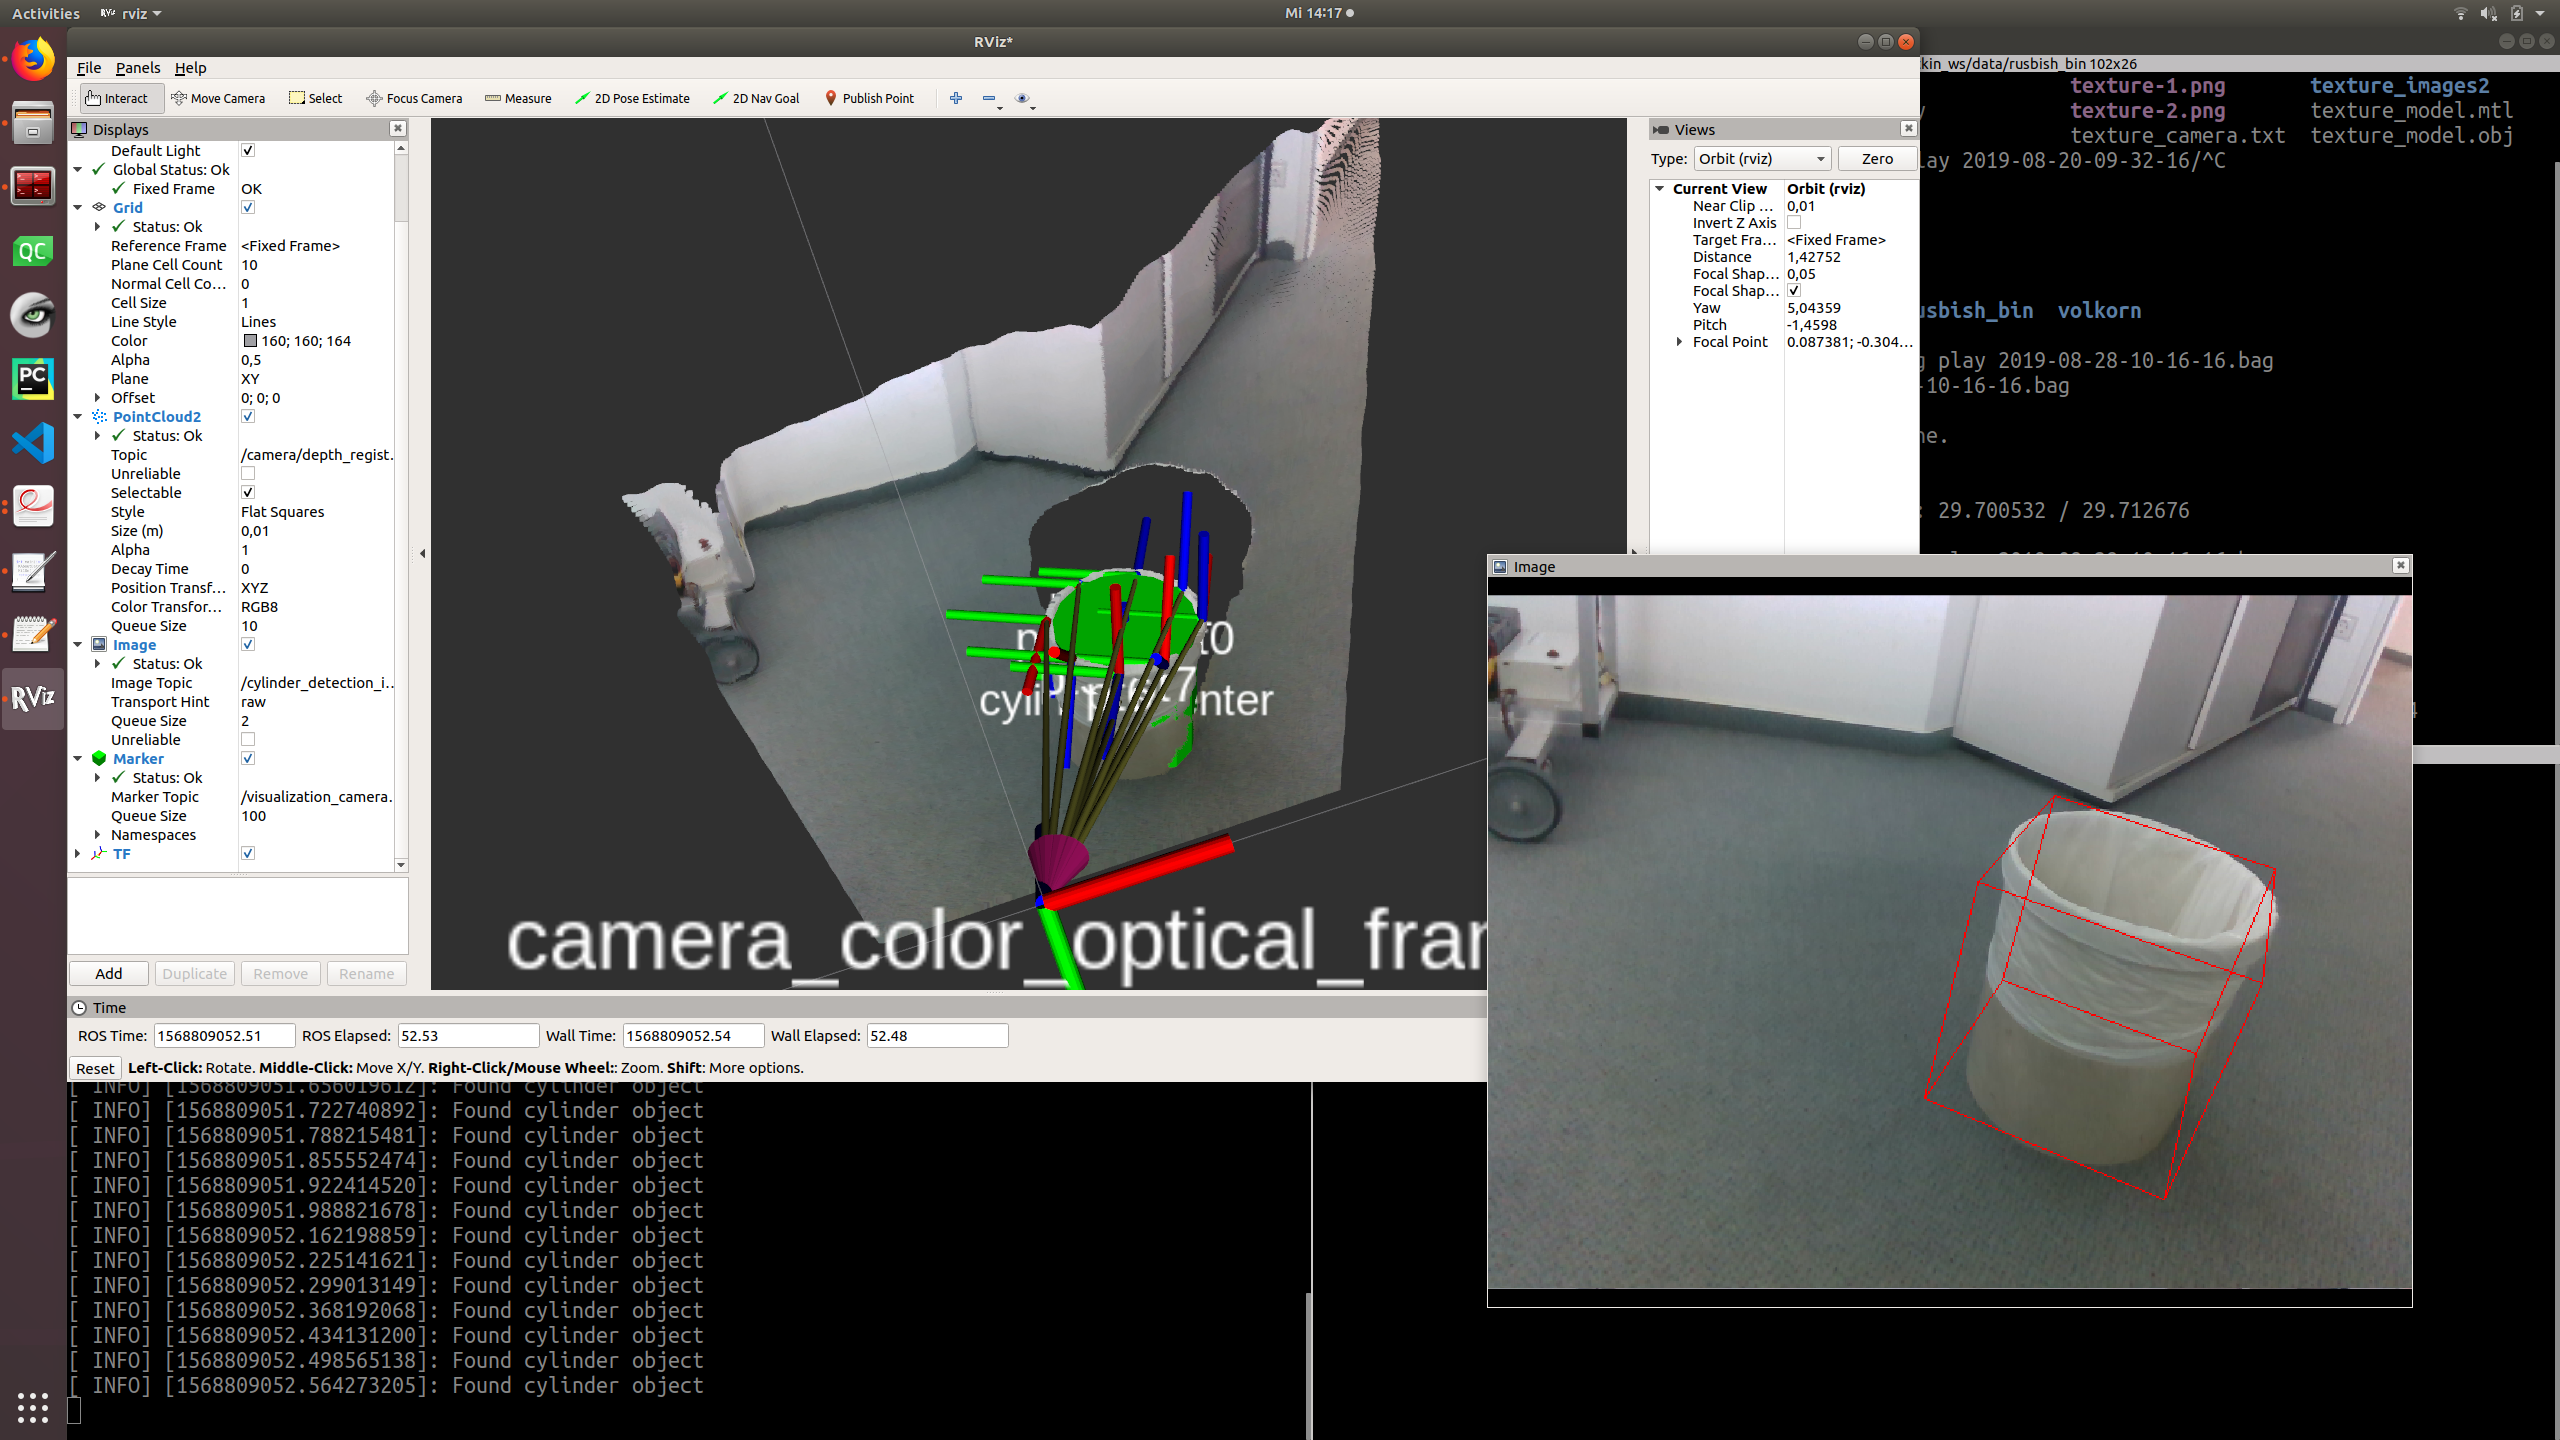 Activities
rviz
Mi 14:17
RViz*
File Panels Help
Interact Move Camera Select Focus Camera Measure 2D Pose Estimate 2D Nav Goal Publish Point
Displays
Default Light
Global Status: Ok
Fixed Frame OK
Grid
Status: Ok
Reference Frame <Fixed Frame>
Plane Cell Count 10
Normal Cell Co... 0
Cell Size 1
Line Style Lines
Color 160; 160; 164
Alpha 0,5
Plane XY
Offset 0; 0; 0
PointCloud2
Status: Ok
Topic /camera/depth_regist.
Unreliable
Selectable
Style Flat Squares
Size (m) 0,01
Alpha 1
Decay Time 0
Position Transf... XYZ
Color Transfor... RGB8
Queue Size 10
Image
Status: Ok
Image Topic /cylinder_detection_i..
Transport Hint raw
Queue Size 2
Unreliable
Marker
Status: Ok
Marker Topic /visualization_camera.
Queue Size 100
Namespaces
TF
Add Duplicate Remove Rename
camera_color_optical_fra
Views
Type: Orbit (rviz) Zero
Current View Orbit (rviz)
Near Clip ... 0,01
Invert Z Axis
Target Fra... <Fixed Frame>
Distance 1,42752
Focal Shap... 0,05
Focal Shap...
Yaw 5,04359
Pitch -1,4598
Focal Point 0.087381; -0.304...
kin_ws/data/rusbish_bin 102x26
texture-1.png texture_images2
texture-2.png texture_model.mtl
texture_camera.txt texture_model.obj
lay 2019-08-20-09-32-16/^C
usbish_bin volkorn
g play 2019-08-28-10-16-16.bag
-10-16-16.bag
ne.
: 29.700532 / 29.712676
Image
Time
ROS Time: 1568809052.51 ROS Elapsed: 52.53 Wall Time: 1568809052.54 Wall Elapsed: 52.48
Reset Left-Click: Rotate. Middle-Click: Move X/Y. Right-Click/Mouse Wheel:: Zoom. Shift: More options.
[ INFO] [1568809051.656019612]: Found cylinder object
[ INFO] [1568809051.722740892]: Found cylinder object
[ INFO] [1568809051.788215481]: Found cylinder object
[ INFO] [1568809051.855552474]: Found cylinder object
[ INFO] [1568809051.922414520]: Found cylinder object
[ INFO] [1568809051.988821678]: Found cylinder object
[ INFO] [1568809052.162198859]: Found cylinder object
[ INFO] [1568809052.225141621]: Found cylinder object
[ INFO] [1568809052.299013149]: Found cylinder object
[ INFO] [1568809052.368192068]: Found cylinder object
[ INFO] [1568809052.434131200]: Found cylinder object
[ INFO] [1568809052.498565138]: Found cylinder object
[ INFO] [1568809052.564273205]: Found cylinder object
QC
PC
RViz